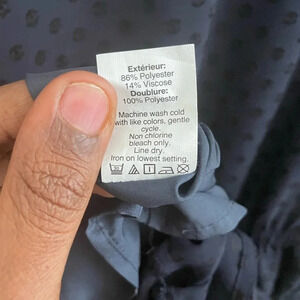 Extérieur:
86% Polyester
14% Viscose
Doublure:
100% Polyester
Machine wash cold
with like colors, gentle
cycle.
Non chlorine
bleach only.
Line dry.
Iron on lowest setting.